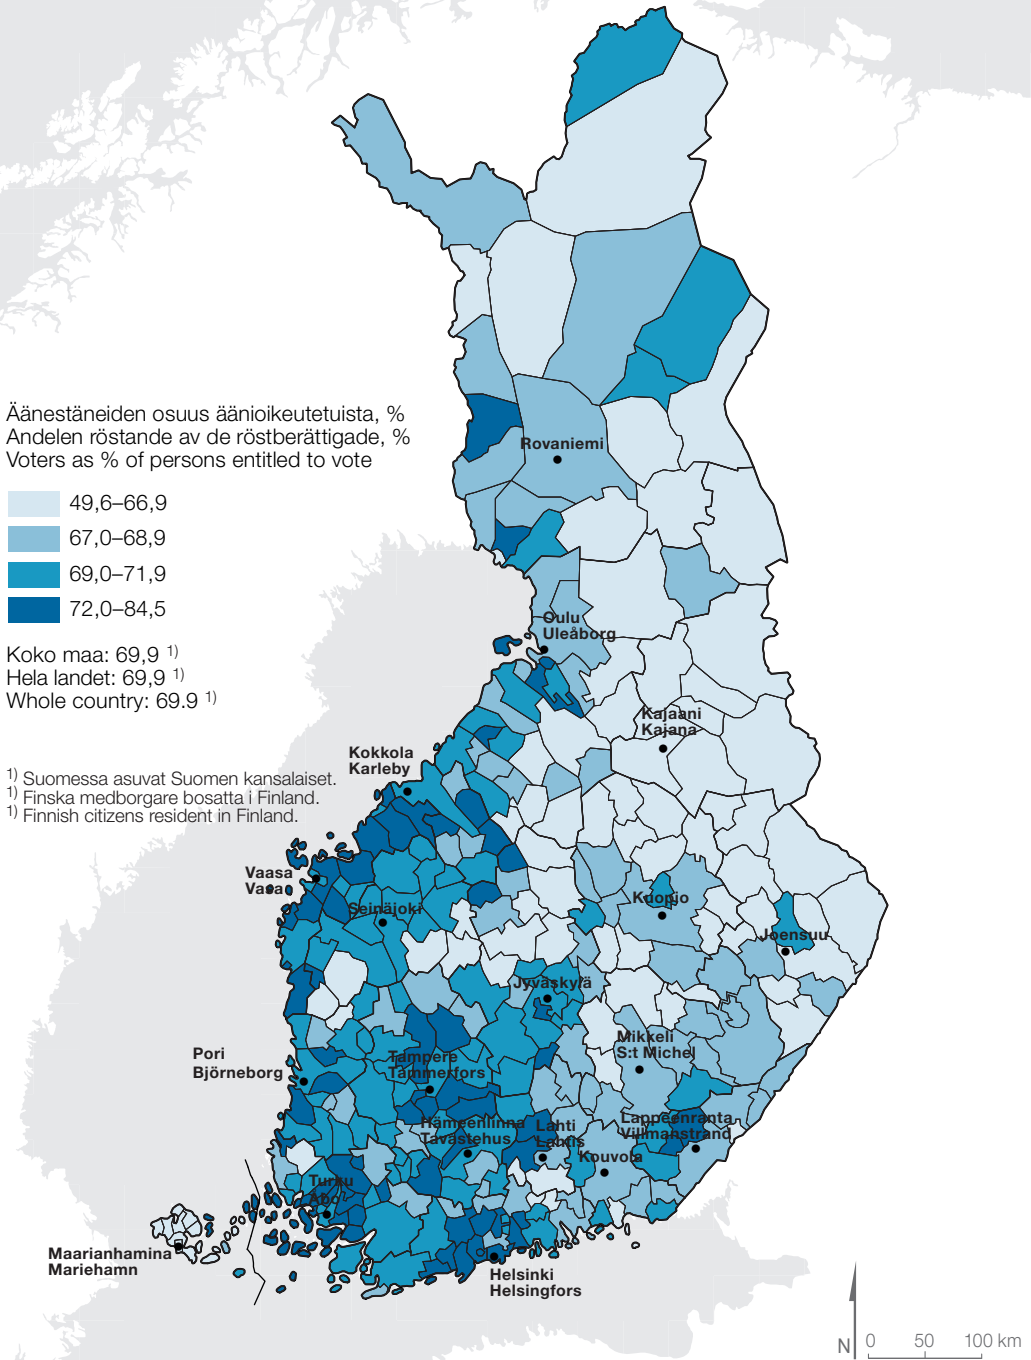 Äänestäneiden osuus äänioikeutetuista, %
Andelen röstande av de röstberättigade, %
Voters as % of persons entitled to vote
49,6–66,9
67,0–68,9
69,0–71,9
72,0–84,5
Koko maa: 69,9 1)
Hela landet: 69,9 1)
Whole country: 69.9 1)
1) Suomessa asuvat Suomen kansalaiset.
1) Finska medborgare bosatta i Finland.
1) Finnish citizens resident in Finland.
Rovaniemi
Oulu
Uleåborg
Kajaani
Kajana
Kokkola
Karleby
Vaasa
Vasa
Seinäjoki
Kuopio
Joensuu
Jyväskylä
Mikkeli
S:t Michel
Pori
Björneborg
Tampere
Tammerfors
Hämeenlinna
Tavastehus
Lahti
Lahtis
Lappeenranta
Villmanstrand
Kouvola
Turku
Åbo
Maarianhamina
Mariehamn
Helsinki
Helsingfors
N
0 50 100 km